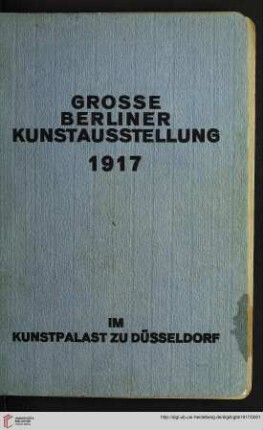 GROSSE
BERLINER
KUNSTAUSSTELLUNG
1917
IM
KUNSTPALAST ZU DÜSSELDORF